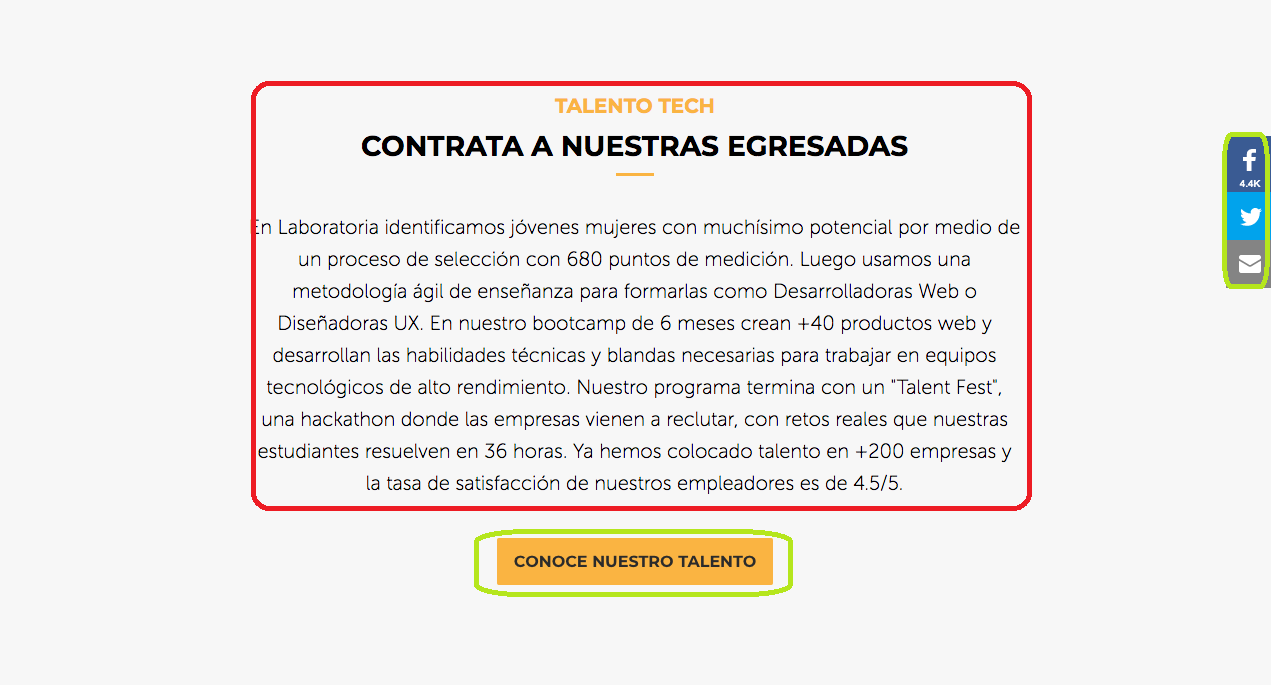 TALENTO TECH
CONTRATA A NUESTRAS EGRESADAS
4.4K
En Laboratoria identificamos jóvenes mujeres con muchísimo potencial por medio de
un proceso de selección con 680 puntos de medición. Luego usamos una
metodología ágil de enseñanza para formarlas como Desarrolladoras Web o
Diseñadoras UX. En nuestro bootcamp de 6 meses crean +40 productos web y
desarrollan las habilidades técnicas y blandas necesarias para trabajar en equipos
tecnológicos de alto rendimiento. Nuestro programa termina con un "Talent Fest",
una hackathon donde las empresas vienen a reclutar, con retos reales que nuestras
estudiantes resuelven en 36 horas. Ya hemos colocado talento en +200 empresas y
la tasa de satisfacción de nuestros empleadores es de 4.5/5.
CONOCE NUESTRO TALENTO